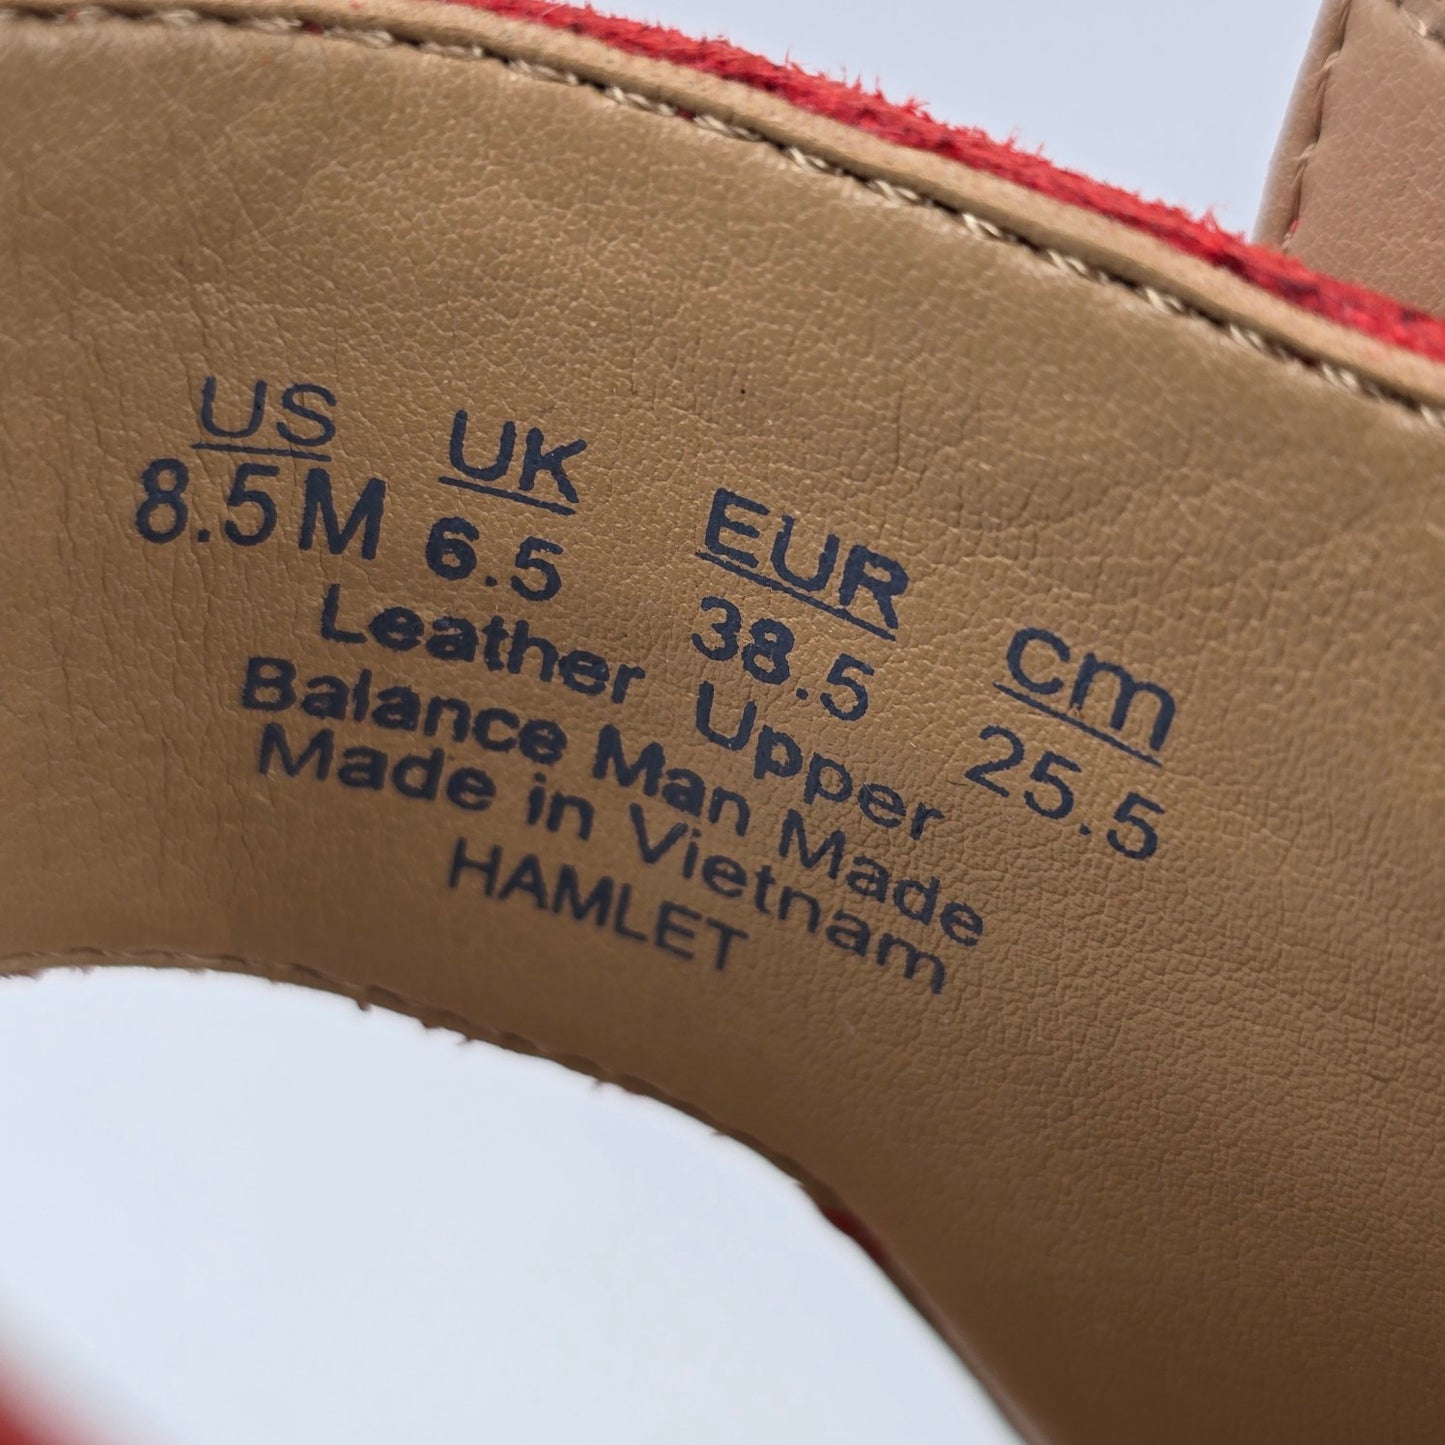 US UK EUR cm
8.5M 6.5 38.5 25.5
Leather Upper
Balance Man Made
Made in Vietnam
HAMLET